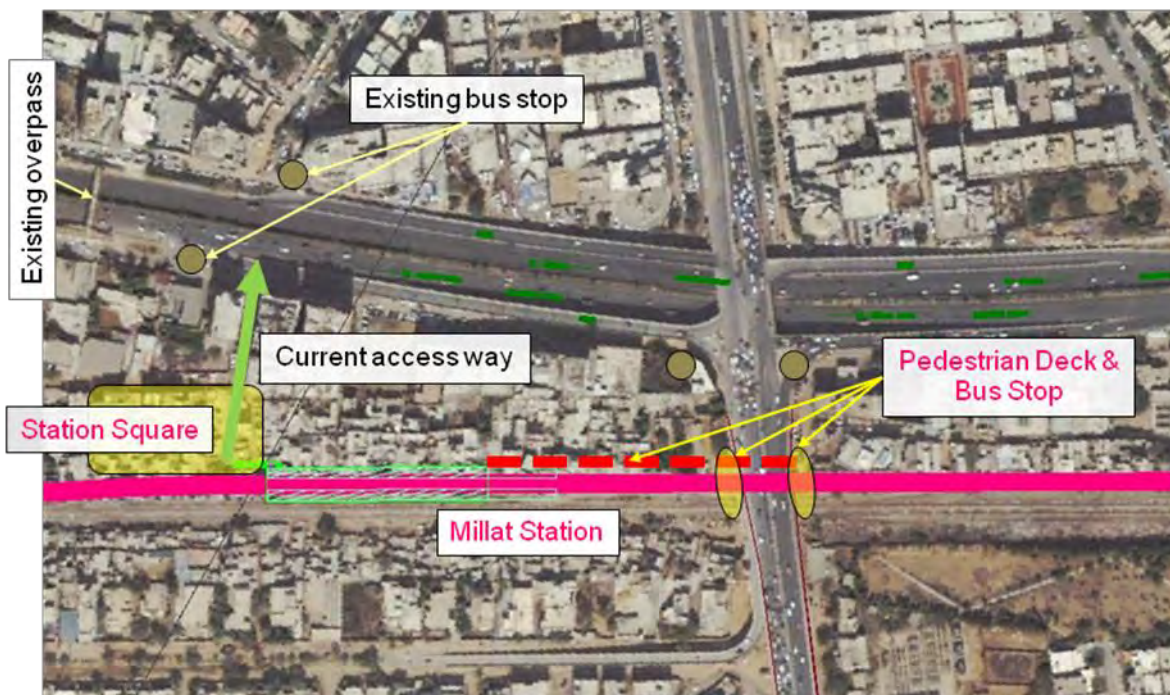 Existing overpass
Existing bus stop
Current access way
Pedestrian Deck &
Bus Stop
Station Square
Millat Station